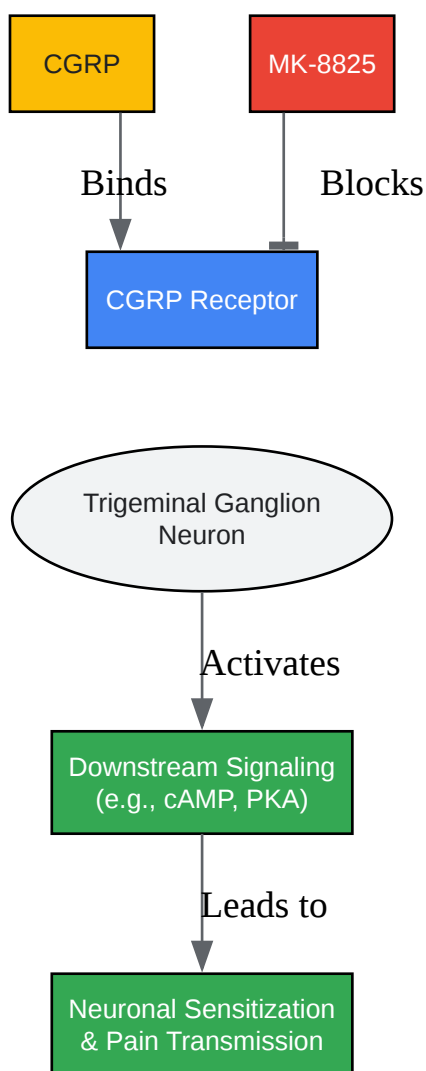 CGRP
MK-8825
Binds
Blocks
CGRP Receptor
Trigeminal Ganglion
Neuron
Activates
Downstream Signaling
(e.g., cAMP, PKA)
Leads to
Neuronal Sensitization
& Pain Transmission